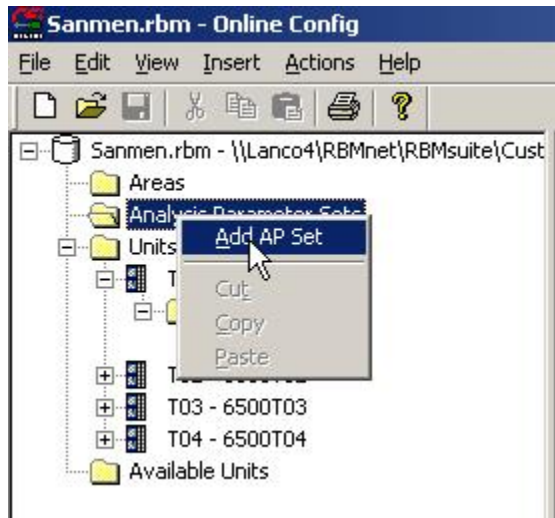 Sanmen.rbm - Online Config
File Edit View Insert Actions Help
Sanmen.rbm - \\Lanco4\RBMnet\RBMsuite\Cust
Areas
Analysis Parameter Sets
Add AP Set
Units
Cut
Copy
Paste
T03 - 6500T03
T04 - 6500T04
Available Units